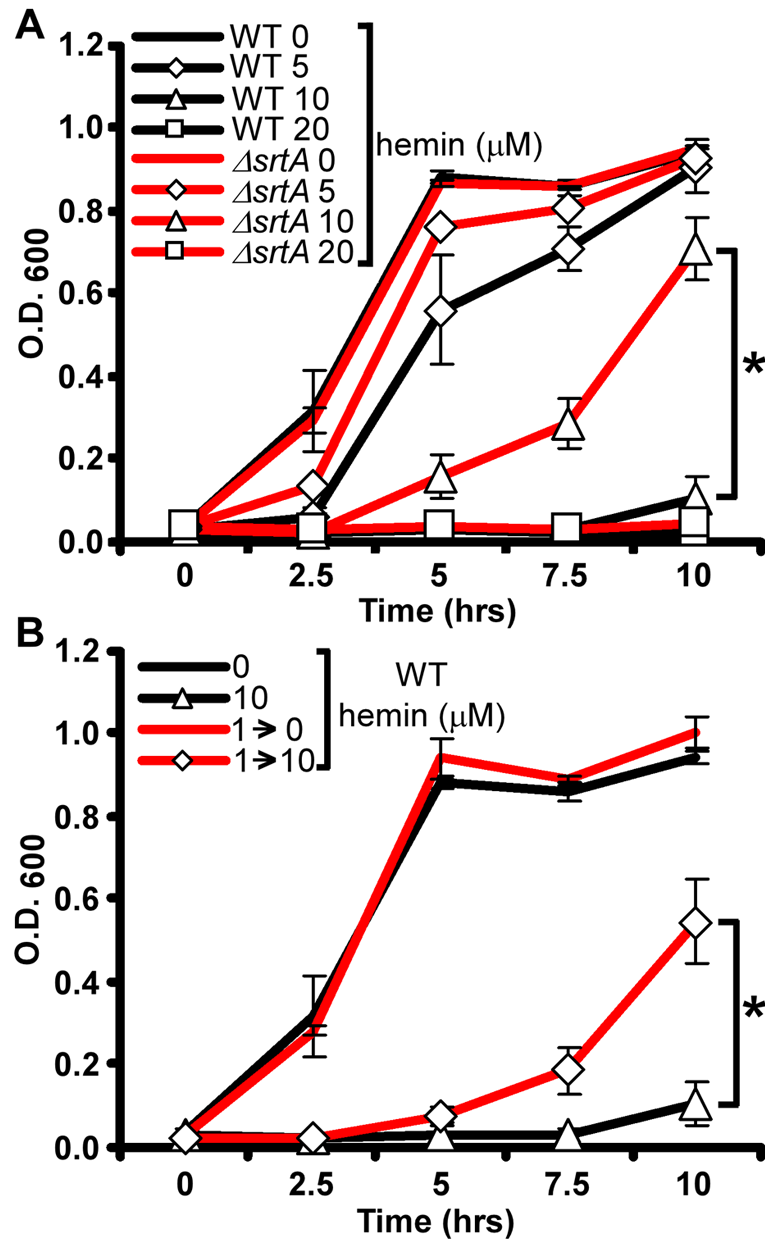 A
WT 0
WT 5
WT 10
WT 20
ΔsrtA 0
ΔsrtA 5
ΔsrtA 10
ΔsrtA 20
hemin (μM)
1.2
1.0
0.8
0.6
0.4
0.2
0.0
O.D. 600
*
0 2.5 5 7.5 10
Time (hrs)
B
0
10
1➔0
1➔10
WT
hemin (μM)
1.2
1.0
0.8
0.6
0.4
0.2
0.0
O.D. 600
*
0 2.5 5 7.5 10
Time (hrs)